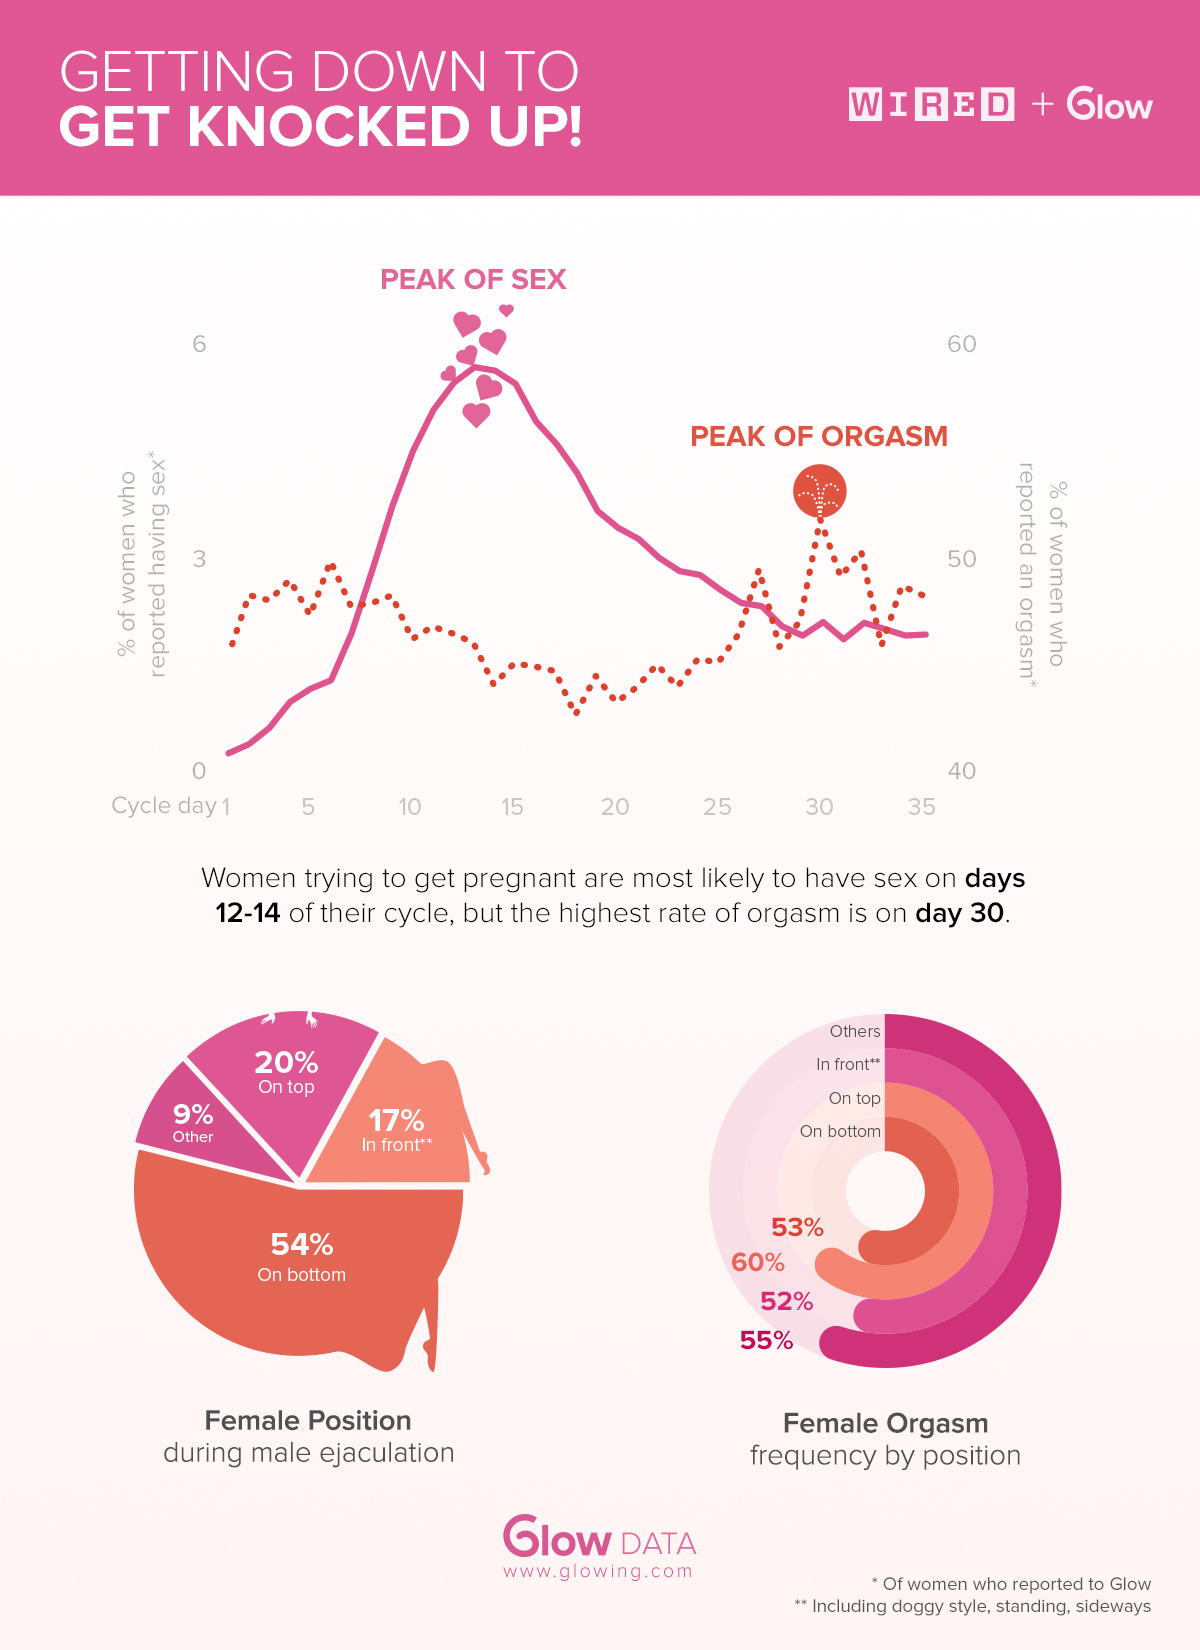 GETTING DOWN TO
GET KNOCKED UP!
WIRED + Glow
PEAK OF SEX
6
60
PEAK OF ORGASM
% of women who
reported having sex*
% of women who
reported an orgasm*
3
50
0
40
Cycle day 1 5 10 15 20 25 30 35
Women trying to get pregnant are most likely to have sex on days
12-14 of their cycle, but the highest rate of orgasm is on day 30.
20%
On top
9%
Other
17%
In front**
54%
On bottom
Female Position
during male ejaculation
Others
In front**
On top
On bottom
53%
60%
52%
55%
Female Orgasm
frequency by position
Glow DATA
www.glowing.com
* Of women who reported to Glow
** Including doggy style, standing, sideways